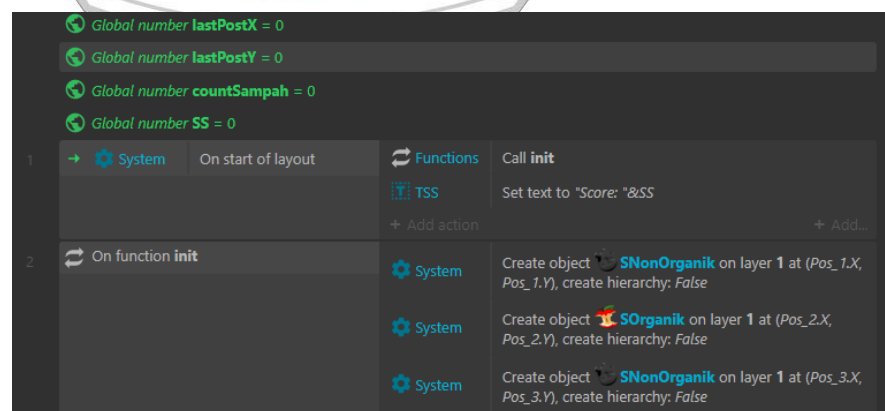 Global number lastPostX = 0
Global number lastPostY = 0
Global number countSampah = 0
Global number SS = 0
1 System On start of layout Functions Call init
TSS Set text to "Score: "&SS
+ Add action + Add...
2 On function init System Create object SNonOrganik on layer 1 at (Pos_1.X,
Pos_1.Y), create hierarchy: False
System Create object SOrganik on layer 1 at (Pos_2.X,
Pos_2.Y), create hierarchy: False
System Create object SNonOrganik on layer 1 at (Pos_3.X,
Pos_3.Y), create hierarchy: False